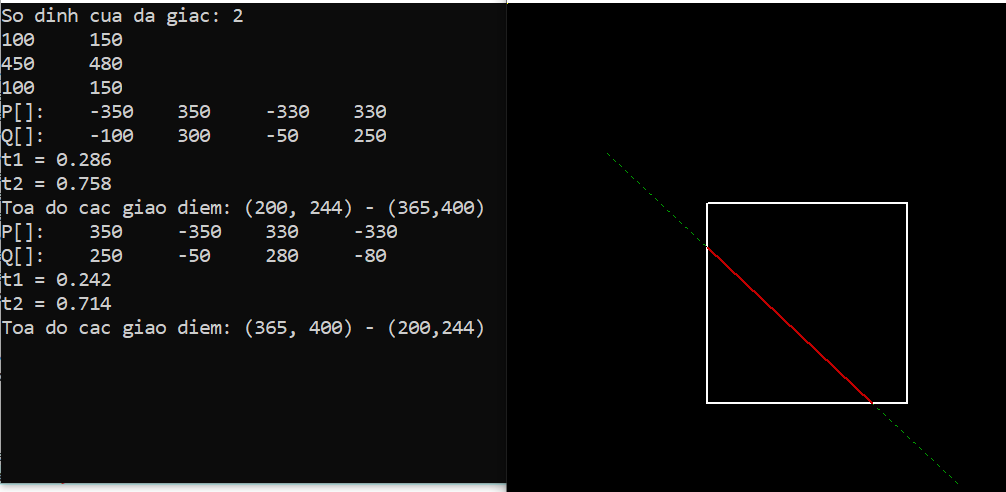 So dinh cua da giac: 2
100 150
450 480
100 150
P[]: -350 350 -330 330
Q[]: -100 300 -50 250
t1 = 0.286
t2 = 0.758
Toa do cac giao diem: (200, 244) - (365,400)
P[]: 350 -350 330 -330
Q[]: 250 -50 280 -80
t1 = 0.242
t2 = 0.714
Toa do cac giao diem: (365, 400) - (200,244)